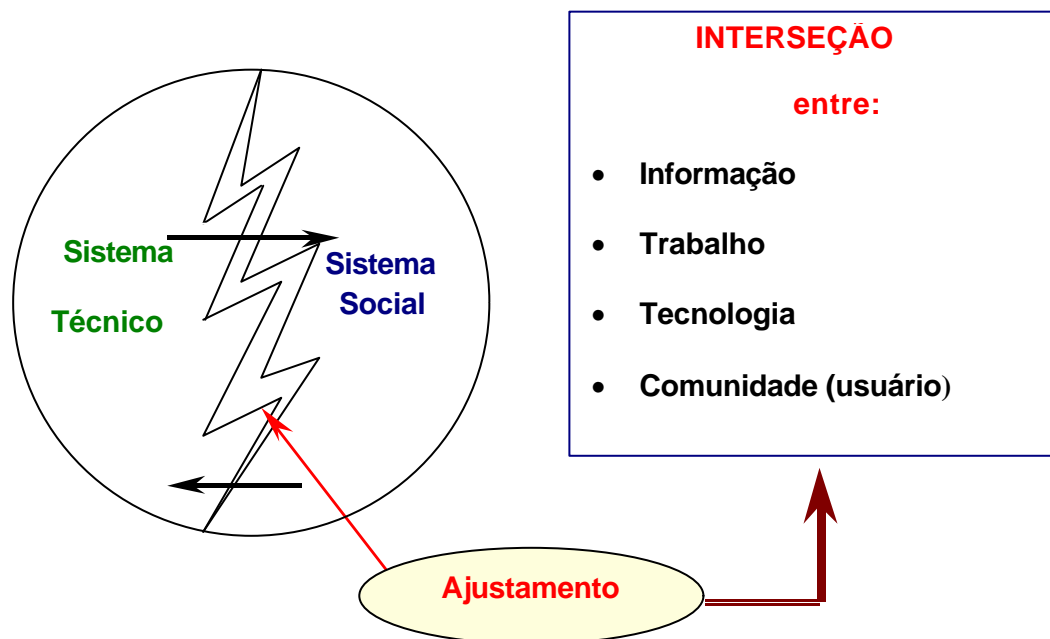 INTERSEÇÃO
entre:
• Informação
• Trabalho
• Tecnologia
• Comunidade (usuário)
Sistema
Técnico
Sistema
Social
Ajustamento